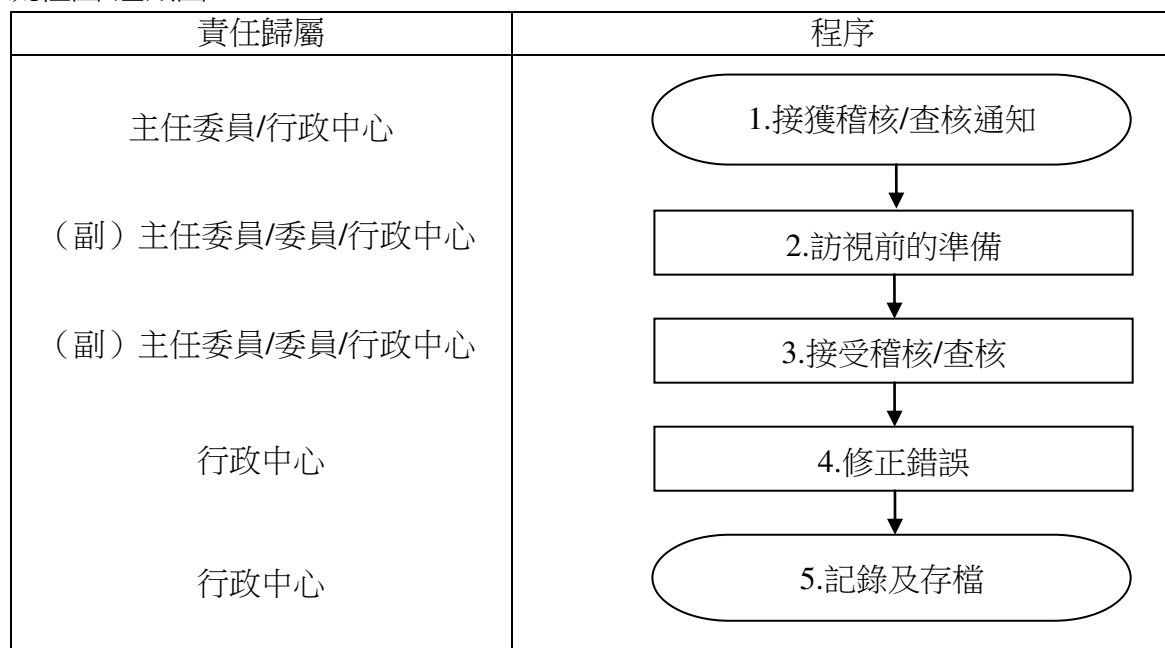 責任歸屬 程序
主任委員/行政中心 1.接獲稽核/查核通知
（副）主任委員/委員/行政中心 2.訪視前的準備
（副）主任委員/委員/行政中心 3.接受稽核/查核
行政中心 4.修正錯誤
行政中心 5.記錄及存檔